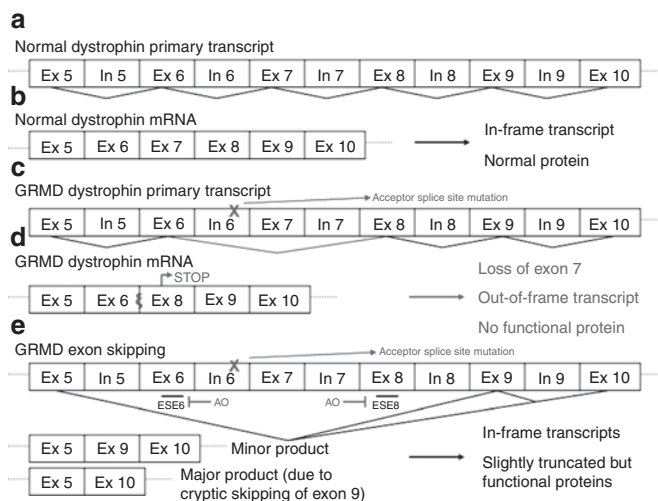 a
Normal dystrophin primary transcript
Ex 5 In 5 Ex 6 In 6 Ex 7 In 7 Ex 8 In 8 Ex 9 In 9 Ex 10
b
Normal dystrophin mRNA
Ex 5 Ex 6 Ex 7 Ex 8 Ex 9 Ex 10
In-frame transcript
Normal protein
c
GRMD dystrophin primary transcript
Acceptor splice site mutation
Ex 5 In 5 Ex 6 In 6 Ex 7 In 7 Ex 8 In 8 Ex 9 In 9 Ex 10
d
GRMD dystrophin mRNA
STOP
Ex 5 Ex 6 Ex 8 Ex 9 Ex 10
Loss of exon 7
Out-of-frame transcript
No functional protein
e
GRMD exon skipping
Acceptor splice site mutation
Ex 5 In 5 Ex 6 In 6 Ex 7 In 7 Ex 8 In 8 Ex 9 In 9 Ex 10
ESE6 AO AO ESE8
Ex 5 Ex 9 Ex 10 Minor product
Ex 5 Ex 10 Major product (due to
cryptic skipping of exon 9)
In-frame transcripts
Slightly truncated but
functional proteins